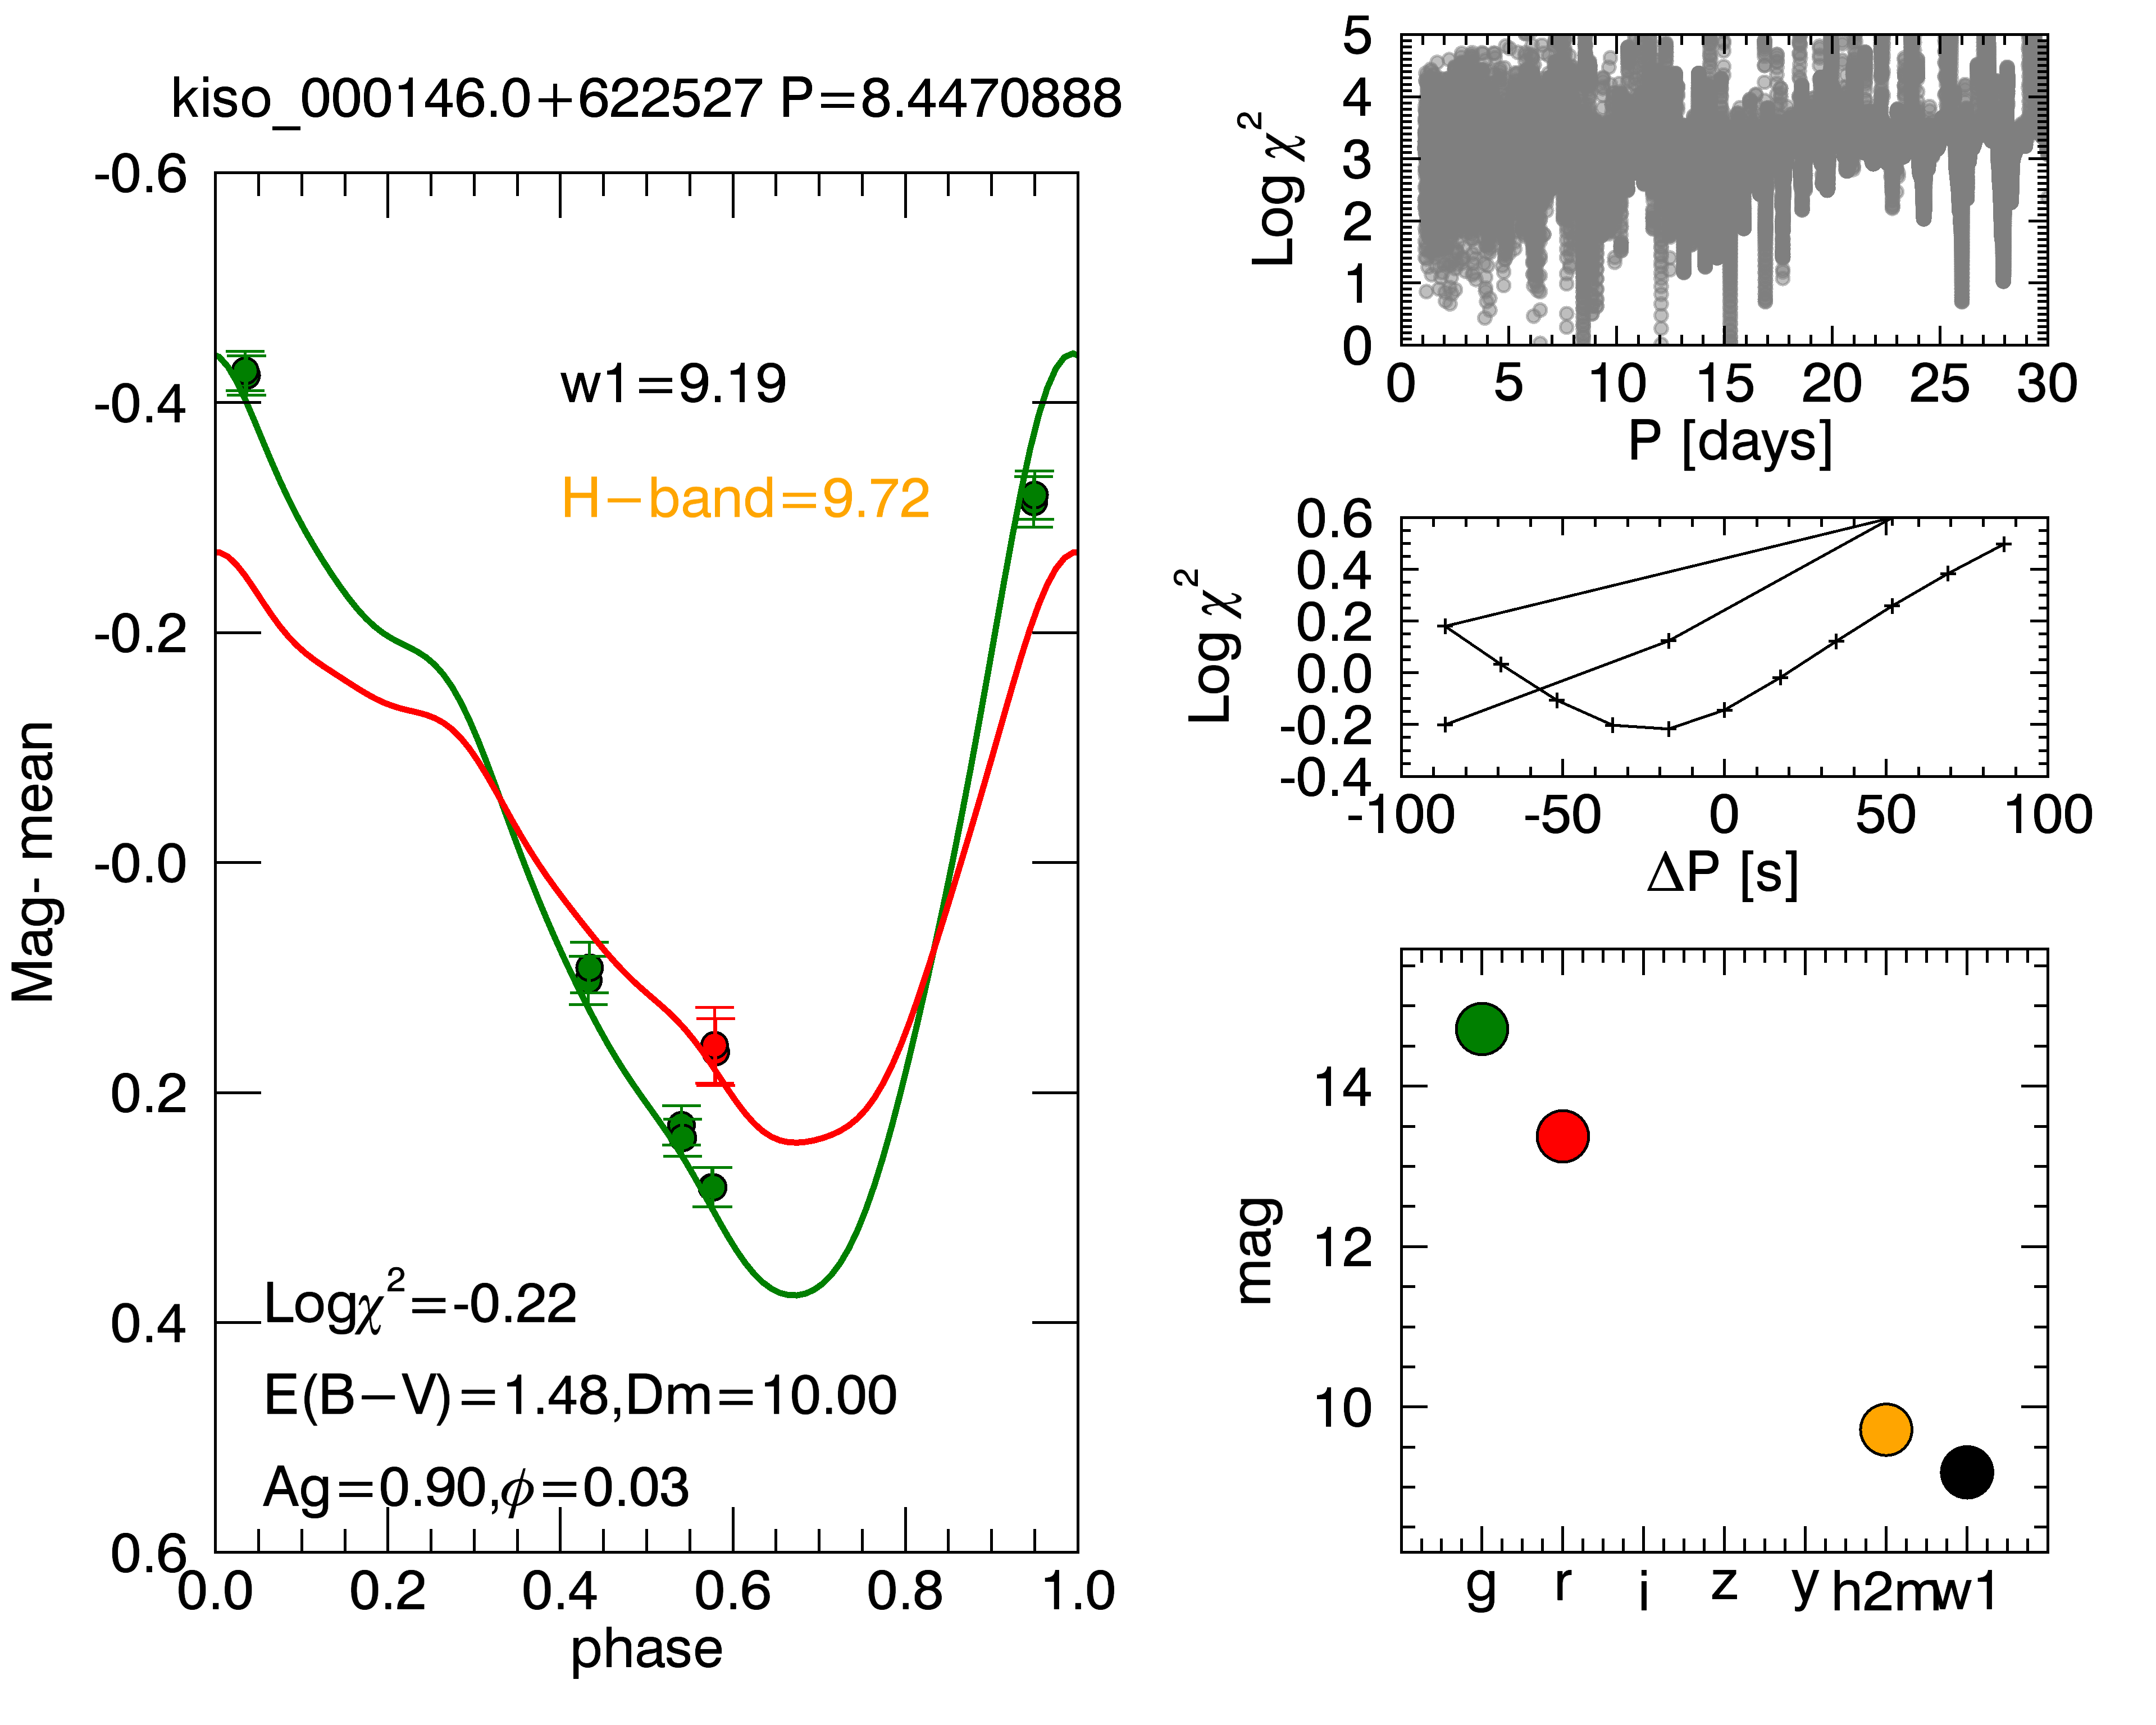 kiso_000146.0+622527 P=8.4470888
-0.6
-0.4
-0.2
-0.0
0.2
0.4
0.6
Mag- mean
w1=9.19
H−band=9.72
Logχ²=-0.22
E(B−V)=1.48,Dm=10.00
Ag=0.90,ϕ=0.03
0.0 0.2 0.4 0.6 0.8 1.0
phase
5
4
3
2
1
0
Log χ²
0 5 10 15 20 25 30
P [days]
0.6
0.4
0.2
0.0
-0.2
-0.4
Log χ²
-100 -50 0 50 100
ΔP [s]
14
12
10
mag
g r i z y h2m w1